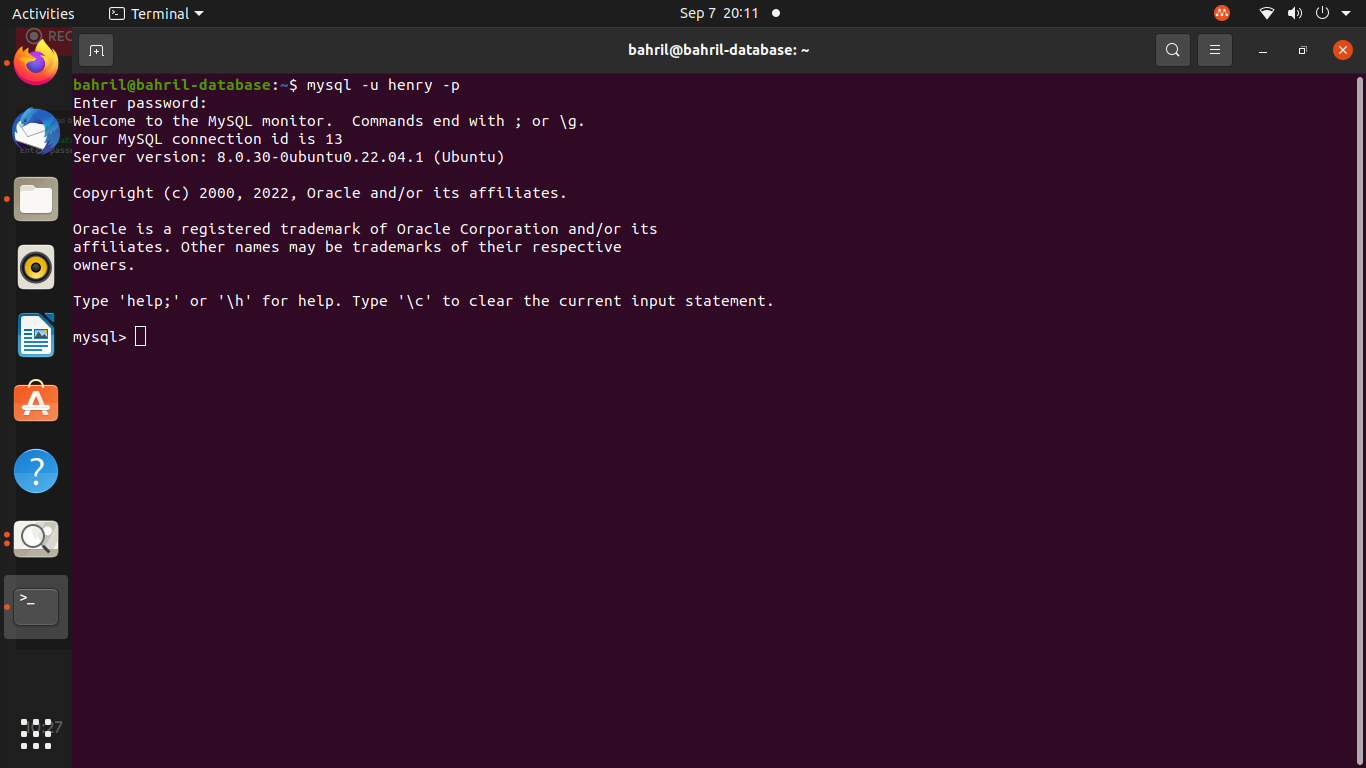 Activities
Terminal
Sep 7 20:11
REC
bahril@bahril-database: ~
bahril@bahril-database:~$ mysql -u henry -p
Enter password:
Welcome to the MySQL monitor.  Commands end with ; or \g.
Your MySQL connection id is 13
Server version: 8.0.30-0ubuntu0.22.04.1 (Ubuntu)
Copyright (c) 2000, 2022, Oracle and/or its affiliates.
Oracle is a registered trademark of Oracle Corporation and/or its
affiliates. Other names may be trademarks of their respective
owners.
Type 'help;' or '\h' for help. Type '\c' to clear the current input statement.
mysql>